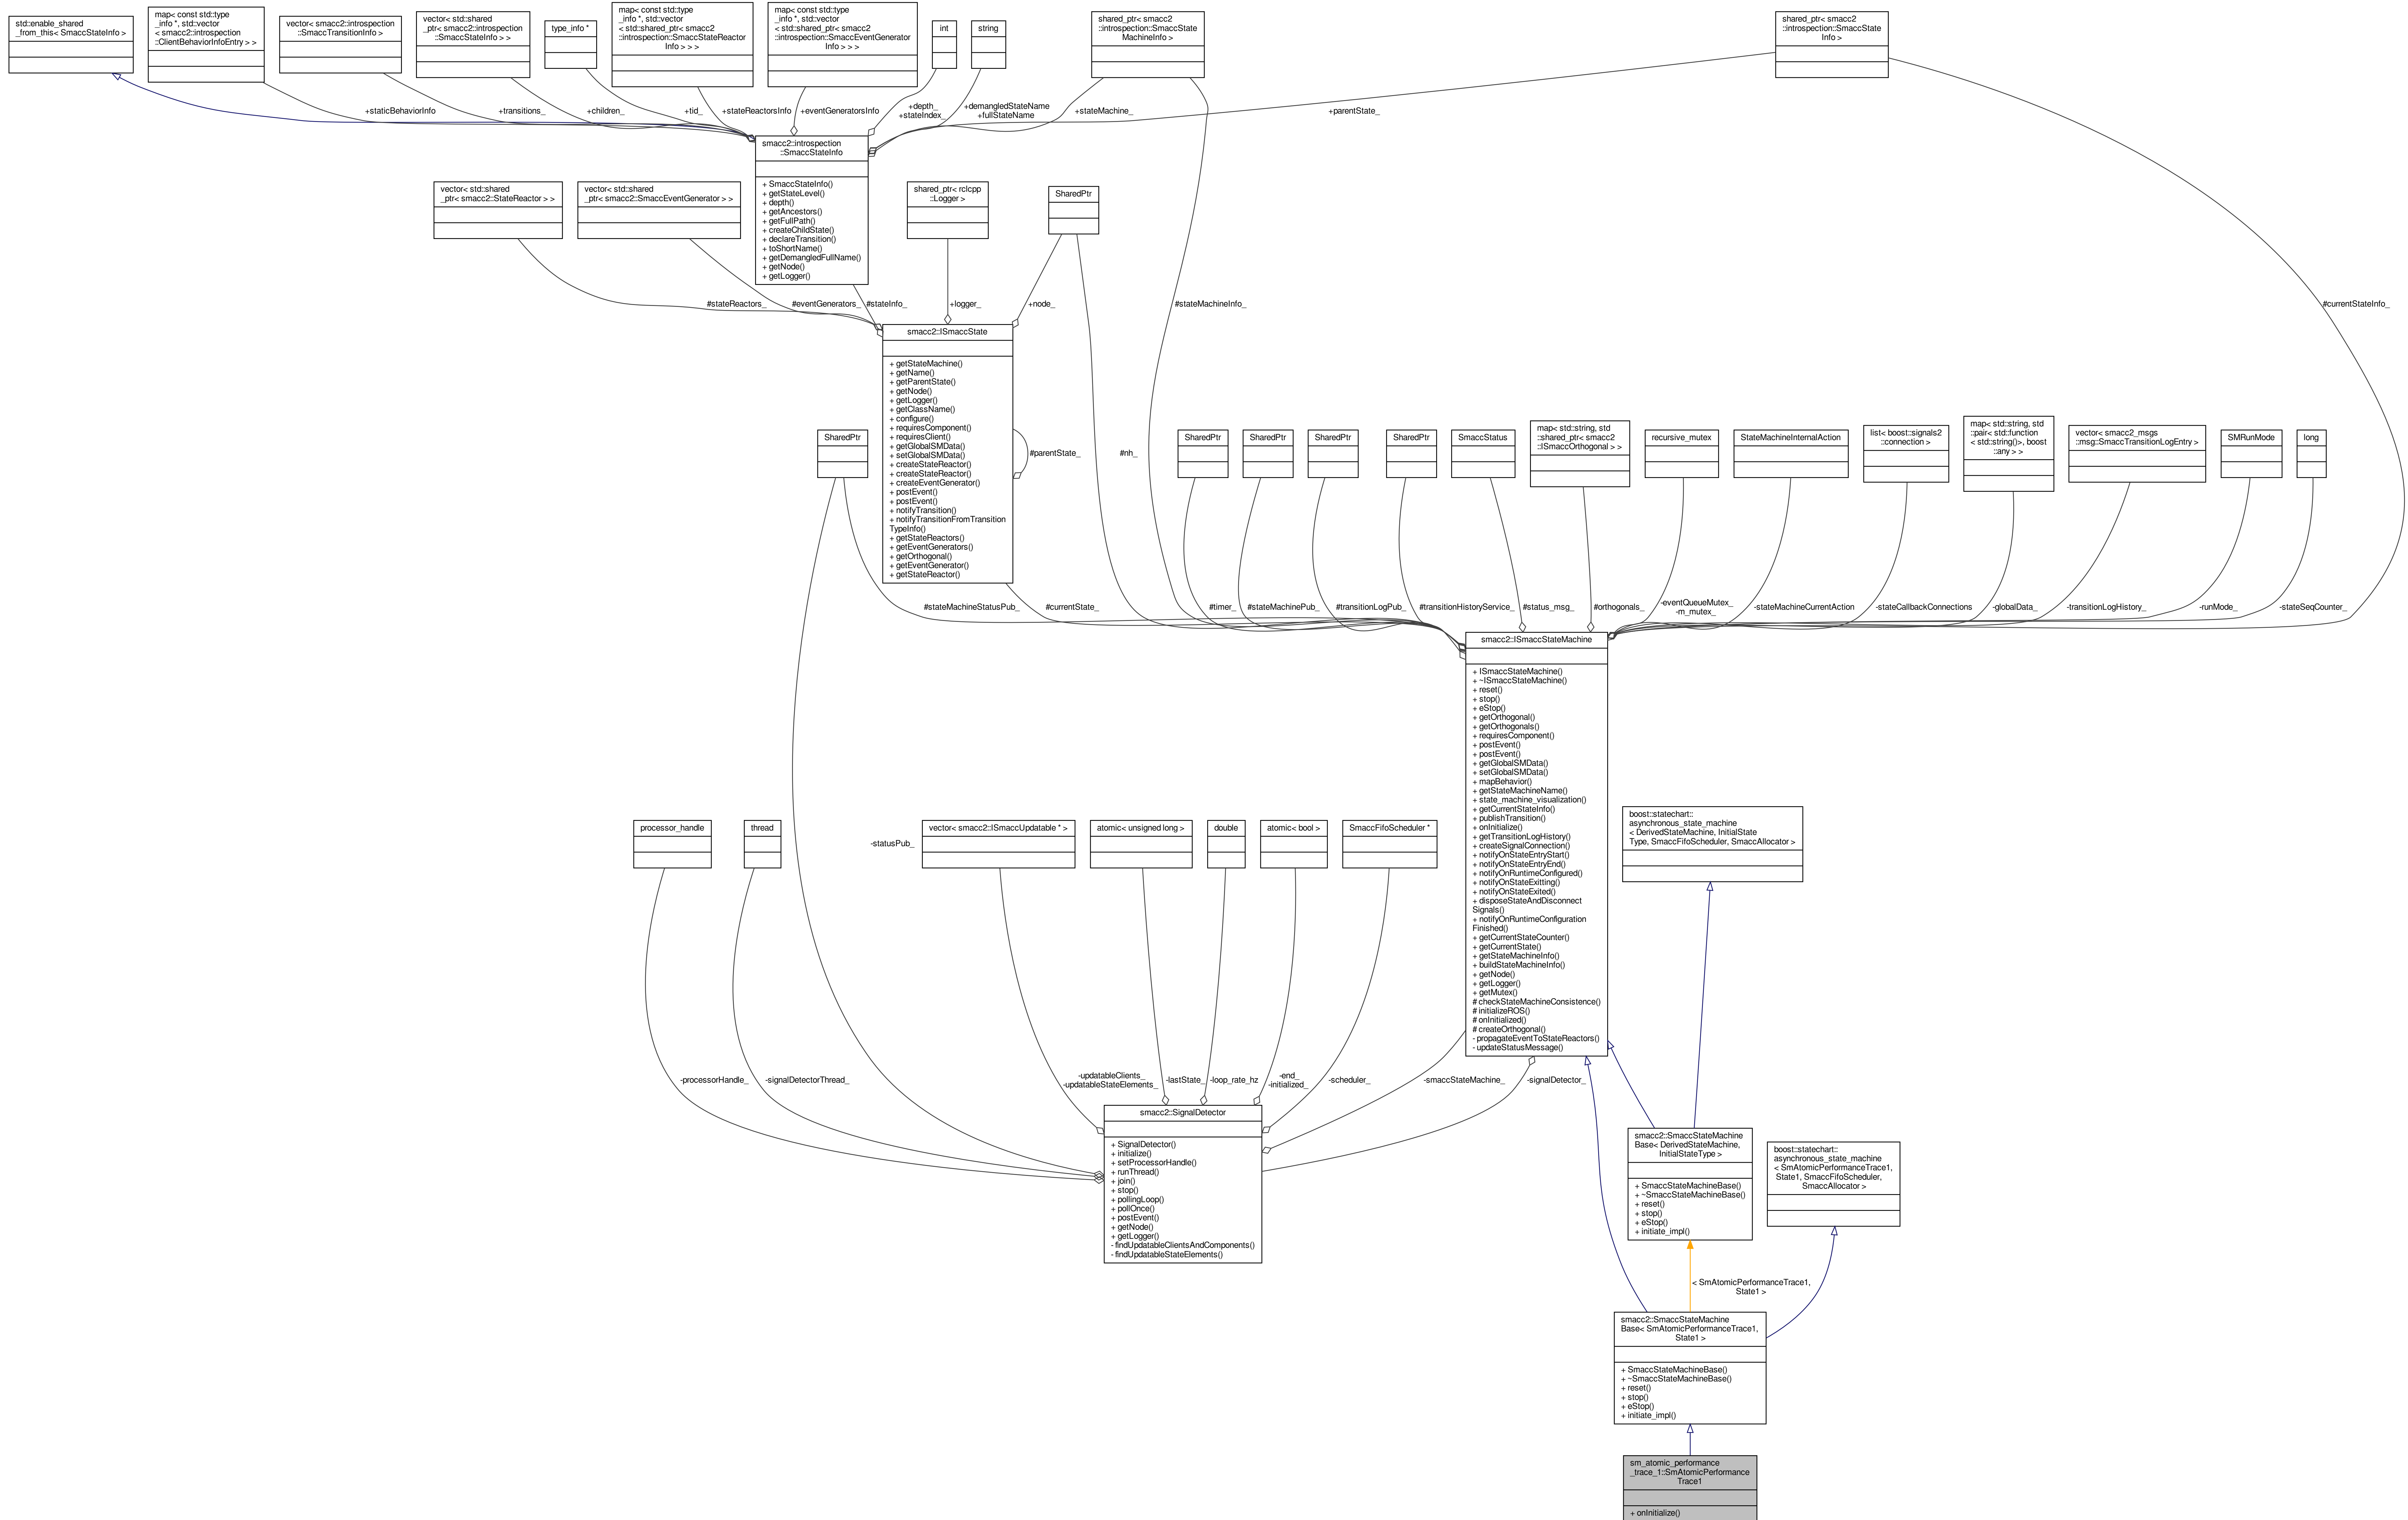 std::enable_shared
_from_this< SmaccStateInfo >
map< const std::type
_info *, std::vector
< smacc2::introspection
::ClientBehaviorInfoEntry > >
vector< smacc2::introspection
::SmaccTransitionInfo >
vector< std::shared
_ptr< smacc2::introspection
::SmaccStateInfo > >
type_info *
map< const std::type
_info *, std::vector
< std::shared_ptr< smacc2
::introspection::SmaccStateReactor
Info > > >
map< const std::type
_info *, std::vector
< std::shared_ptr< smacc2
::introspection::SmaccEventGenerator
Info > > >
int
string
shared_ptr< smacc2
::introspection::SmaccState
MachineInfo >
shared_ptr< smacc2
::introspection::SmaccState
Info >
+staticBehaviorInfo
+transitions_
+children_
+tid_
+stateReactorsInfo
+eventGeneratorsInfo
+depth_
+stateIndex_
+demangledStateName
+fullStateName
+stateMachine_
+parentState_
smacc2::introspection
::SmaccStateInfo
+ SmaccStateInfo()
+ getStateLevel()
+ depth()
+ getAncestors()
+ getFullPath()
+ createChildState()
+ declareTransition()
+ toShortName()
+ getDemangledFullName()
+ getNode()
+ getLogger()
vector< std::shared
_ptr< smacc2::StateReactor > >
vector< std::shared
_ptr< smacc2::SmaccEventGenerator > >
shared_ptr< rclcpp
::Logger >
SharedPtr
#stateReactors_
#eventGenerators_
#stateInfo_
+logger_
+node_
#stateMachineInfo_
#currentStateInfo_
smacc2::ISmaccState
+ getStateMachine()
+ getName()
+ getParentState()
+ getNode()
+ getLogger()
+ getClassName()
+ configure()
+ requiresComponent()
+ requiresClient()
+ getGlobalSMData()
+ setGlobalSMData()
+ createStateReactor()
+ createStateReactor()
+ createEventGenerator()
+ postEvent()
+ postEvent()
+ notifyTransition()
+ notifyTransitionFromTransition
TypeInfo()
+ getStateReactors()
+ getEventGenerators()
+ getOrthogonal()
+ getEventGenerator()
+ getStateReactor()
#parentState_
#nh_
SharedPtr
SharedPtr
SharedPtr
SharedPtr
SharedPtr
SmaccStatus
map< std::string, std
::shared_ptr< smacc2
::ISmaccOrthogonal > >
recursive_mutex
StateMachineInternalAction
list< boost::signals2
::connection >
map< std::string, std
::pair< std::function
< std::string()>, boost
::any > >
vector< smacc2_msgs
::msg::SmaccTransitionLogEntry >
SMRunMode
long
#stateMachineStatusPub_
#currentState_
#timer_
#stateMachinePub_
#transitionLogPub_
#transitionHistoryService_
#status_msg_
#orthogonals_
-eventQueueMutex_
-m_mutex_
-stateMachineCurrentAction
-stateCallbackConnections
-globalData_
-transitionLogHistory_
-runMode_
-stateSeqCounter_
smacc2::ISmaccStateMachine
+ ISmaccStateMachine()
+ ~ISmaccStateMachine()
+ reset()
+ stop()
+ eStop()
+ getOrthogonal()
+ getOrthogonals()
+ requiresComponent()
+ postEvent()
+ postEvent()
+ getGlobalSMData()
+ setGlobalSMData()
+ mapBehavior()
+ getStateMachineName()
+ state_machine_visualization()
+ getCurrentStateInfo()
+ publishTransition()
+ onInitialize()
+ getTransitionLogHistory()
+ createSignalConnection()
+ notifyOnStateEntryStart()
+ notifyOnStateEntryEnd()
+ notifyOnRuntimeConfigured()
+ notifyOnStateExitting()
+ notifyOnStateExited()
+ disposeStateAndDisconnect
Signals()
+ notifyOnRuntimeConfiguration
Finished()
+ getCurrentStateCounter()
+ getCurrentState()
+ getStateMachineInfo()
+ buildStateMachineInfo()
+ getNode()
+ getLogger()
+ getMutex()
# checkStateMachineConsistence()
# initializeROS()
# onInitialized()
# createOrthogonal()
- propagateEventToStateReactors()
- updateStatusMessage()
processor_handle
thread
-statusPub_
vector< smacc2::ISmaccUpdatable * >
atomic< unsigned long >
double
atomic< bool >
SmaccFifoScheduler *
boost::statechart::
asynchronous_state_machine
< DerivedStateMachine, InitialState
Type, SmaccFifoScheduler, SmaccAllocator >
-processorHandle_
-signalDetectorThread_
-updatableClients_
-updatableStateElements_
-lastState_
-loop_rate_hz
-end_
-initialized_
-scheduler_
-smaccStateMachine_
-signalDetector_
smacc2::SignalDetector
+ SignalDetector()
+ initialize()
+ setProcessorHandle()
+ runThread()
+ join()
+ stop()
+ pollingLoop()
+ pollOnce()
+ postEvent()
+ getNode()
+ getLogger()
- findUpdatableClientsAndComponents()
- findUpdatableStateElements()
smacc2::SmaccStateMachine
Base< DerivedStateMachine,
InitialStateType >
+ SmaccStateMachineBase()
+ ~SmaccStateMachineBase()
+ reset()
+ stop()
+ eStop()
+ initiate_impl()
boost::statechart::
asynchronous_state_machine
< SmAtomicPerformanceTrace1,
State1, SmaccFifoScheduler,
SmaccAllocator >
< SmAtomicPerformanceTrace1,
State1 >
smacc2::SmaccStateMachine
Base< SmAtomicPerformanceTrace1,
State1 >
+ SmaccStateMachineBase()
+ ~SmaccStateMachineBase()
+ reset()
+ stop()
+ eStop()
+ initiate_impl()
sm_atomic_performance
_trace_1::SmAtomicPerformance
Trace1
+ onInitialize()